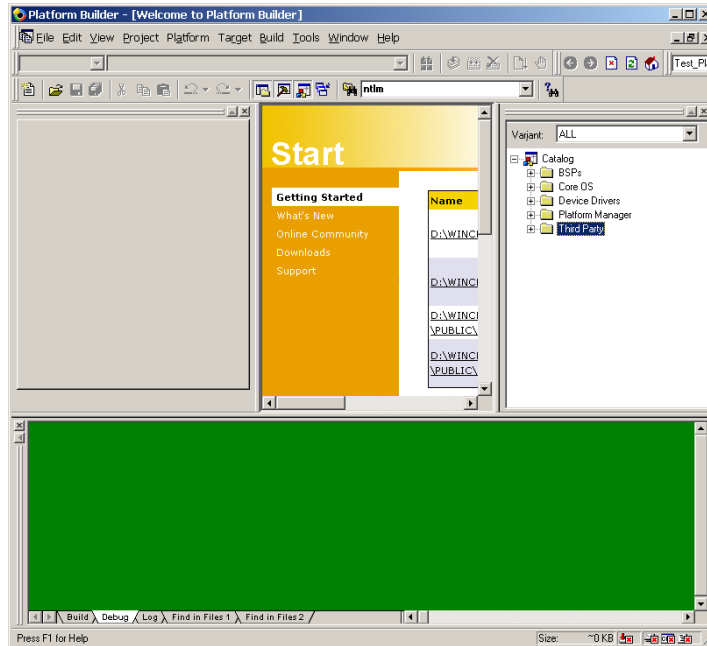 Platform Builder - [Welcome to Platform Builder]
File Edit View Project Platform Target Build Tools Window Help
Test_Pl
ntlm
Start
Getting Started
What's New
Online Community
Downloads
Support
Name
D:\WINC
D:\WINC
D:\WINC
\PUBLIC\
D:\WINC
\PUBLIC\
Variant: ALL
Catalog
BSPs
Core OS
Device Drivers
Platform Manager
Third Party
Build Debug Log Find in Files 1 Find in Files 2
Press F1 for Help
Size: ~0 KB